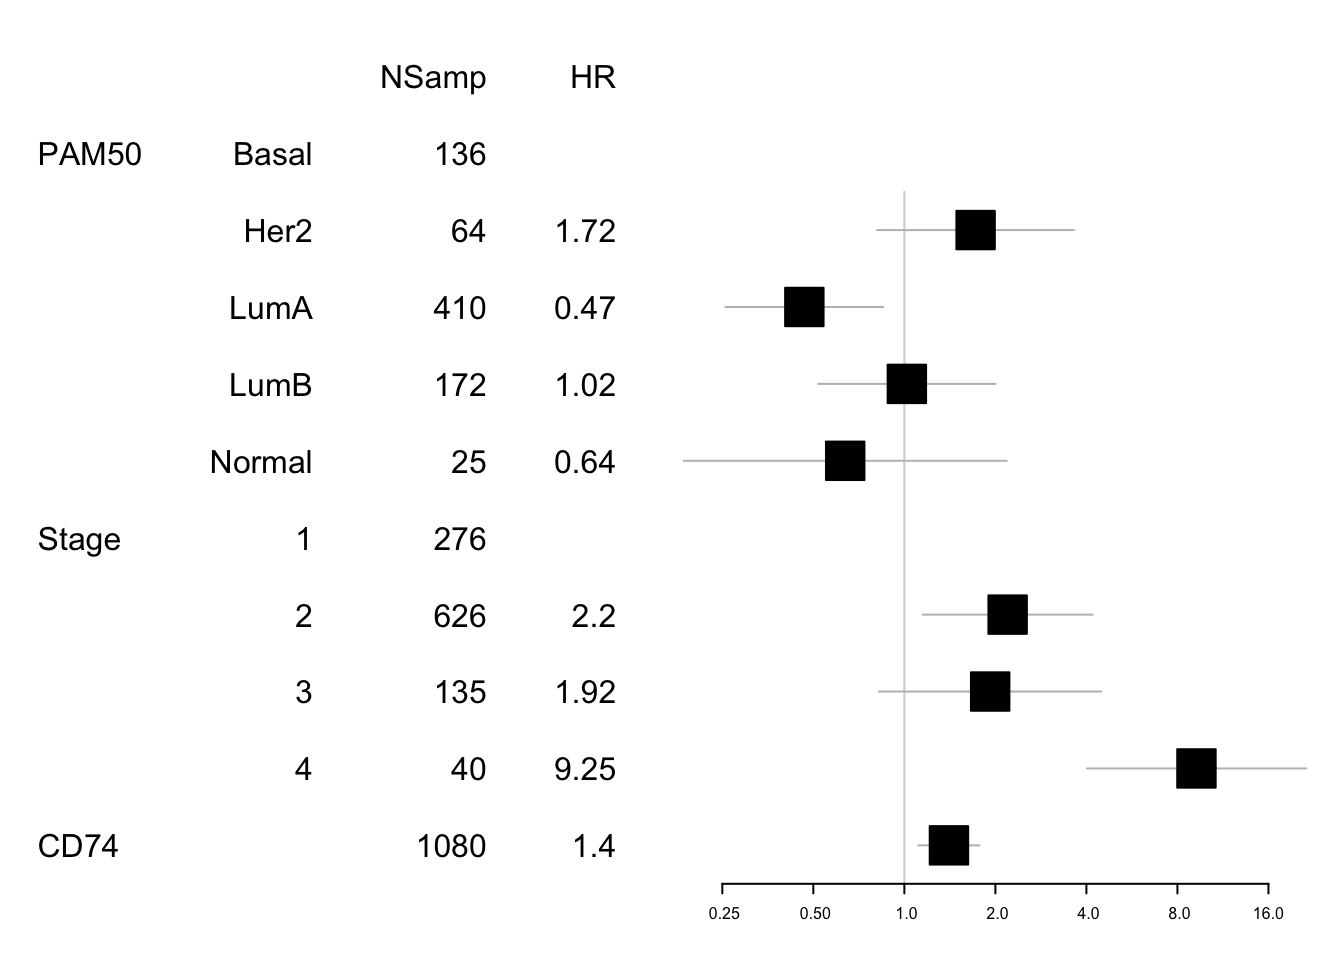 NSamp HR
PAM50 Basal 136
Her2 64 1.72
LumA 410 0.47
LumB 172 1.02
Normal 25 0.64
Stage 1 276
2 626 2.2
3 135 1.92
4 40 9.25
CD74 1080 1.4
0.25 0.50 1.0 2.0 4.0 8.0 16.0